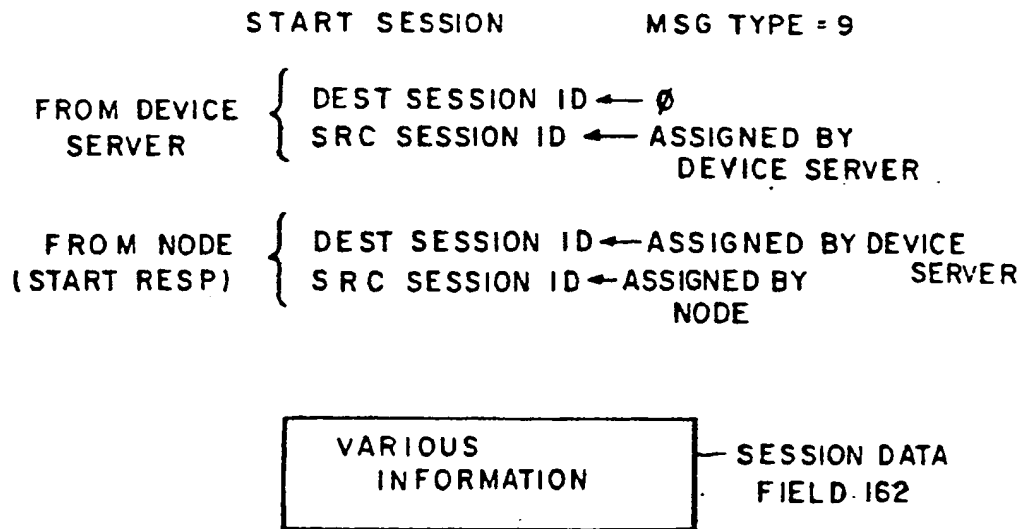 START SESSION MSG TYPE = 9
FROM DEVICE SERVER
DEST SESSION ID ← ∅
SRC SESSION ID ← ASSIGNED BY DEVICE SERVER
FROM NODE (START RESP)
DEST SESSION ID ← ASSIGNED BY DEVICE SERVER
SRC SESSION ID ← ASSIGNED BY NODE
VARIOUS
INFORMATION
SESSION DATA
FIELD 162